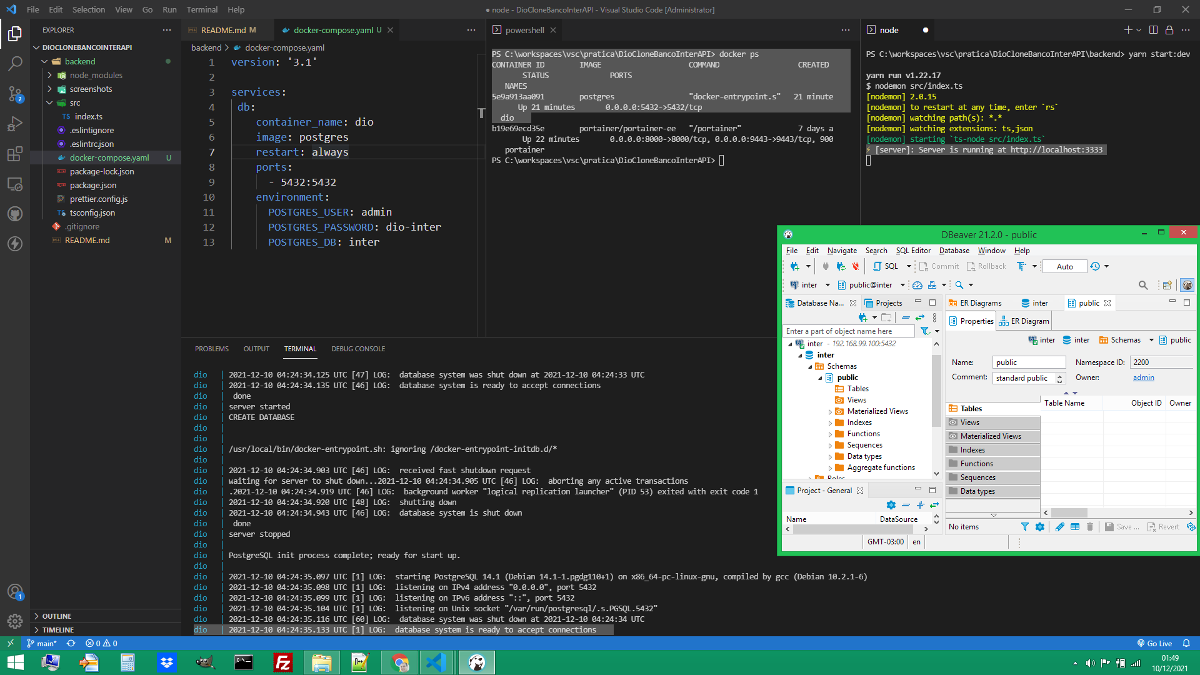 File Edit Selection View Go Run Terminal Help
● node - DioCloneBancoInterAPI - Visual Studio Code [Administrator]
EXPLORER
DIOCLONEBANCOINTERAPI
backend
node_modules
screenshots
src
index.ts
.eslintignore
.eslintrc.json
docker-compose.yaml U
package-lock.json
package.json
prettier.config.js
tsconfig.json
.gitignore
README.md M
OUTLINE
TIMELINE
README.md M
docker-compose.yaml U
backend > docker-compose.yaml
1 version: '3.1'
2
3 services:
4 db:
5 container_name: dio
6 image: postgres
7 restart: always
8 ports:
9 - 5432:5432
10 environment:
11 POSTGRES_USER: admin
12 POSTGRES_PASSWORD: dio-inter
13 POSTGRES_DB: inter
powershell
PS C:\workspaces\vsc\pratica\DioCloneBancoInterAPI> docker ps
CONTAINER ID IMAGE COMMAND CREATED
STATUS PORTS
NAMES
5e9a913aa091 postgres "docker-entrypoint.s" 21 minute
Up 21 minutes 0.0.0.0:5432->5432/tcp
dio
b19e69ecd35e portainer/portainer-ee "/portainer" 7 days a
Up 22 minutes 0.0.0.0:8000->8000/tcp, 0.0.0.0:9443->9443/tcp, 900
portainer
PS C:\workspaces\vsc\pratica\DioCloneBancoInterAPI>
node
PS C:\workspaces\vsc\pratica\DioCloneBancoInterAPI\backend> yarn start:dev
yarn run v1.22.17
$ nodemon src/index.ts
[nodemon] 2.0.15
[nodemon] to restart at any time, enter `rs`
[nodemon] watching path(s): *.*
[nodemon] watching extensions: ts,json
[nodemon] starting `ts-node src/index.ts`
[server]: Server is running at http://localhost:3333
PROBLEMS OUTPUT TERMINAL DEBUG CONSOLE
dio | 2021-12-10 04:24:34.125 UTC [47] LOG: database system was shut down at 2021-12-10 04:24:33 UTC
dio | 2021-12-10 04:24:34.135 UTC [46] LOG: database system is ready to accept connections
dio | done
dio | server started
dio | CREATE DATABASE
dio |
dio |
dio | /usr/local/bin/docker-entrypoint.sh: ignoring /docker-entrypoint-initdb.d/*
dio |
dio | 2021-12-10 04:24:34.903 UTC [46] LOG: received fast shutdown request
dio | waiting for server to shut down...2021-12-10 04:24:34.905 UTC [46] LOG: aborting any active transactions
dio | .2021-12-10 04:24:34.919 UTC [46] LOG: background worker "logical replication launcher" (PID 53) exited with exit code 1
dio | 2021-12-10 04:24:34.920 UTC [48] LOG: shutting down
dio | 2021-12-10 04:24:34.943 UTC [46] LOG: database system is shut down
dio | done
dio | server stopped
dio |
dio | PostgreSQL init process complete; ready for start up.
dio |
dio | 2021-12-10 04:24:35.097 UTC [1] LOG: starting PostgreSQL 14.1 (Debian 14.1-1.pgdg110+1) on x86_64-pc-linux-gnu, compiled by gcc (Debian 10.2.1-6)
dio | 2021-12-10 04:24:35.098 UTC [1] LOG: listening on IPv4 address "0.0.0.0", port 5432
dio | 2021-12-10 04:24:35.099 UTC [1] LOG: listening on IPv6 address "::", port 5432
dio | 2021-12-10 04:24:35.104 UTC [1] LOG: listening on Unix socket "/var/run/postgresql/.s.PGSQL.5432"
dio | 2021-12-10 04:24:35.116 UTC [60] LOG: database system was shut down at 2021-12-10 04:24:34 UTC
dio | 2021-12-10 04:24:35.133 UTC [1] LOG: database system is ready to accept connections
DBeaver 21.2.0 - public
File Edit Navigate Search SQL Editor Database Window Help
SQL Commit Rollback Auto
inter public@inter
Database Na... Projects
Enter a part of object name here
inter - 192.168.99.100:5432
inter
Schemas
public
Tables
Views
Materialized Views
Indexes
Functions
Sequences
Data types
Aggregate functions
Roles
Project - General
Name DataSource
ER Diagrams inter public
Properties ER Diagram
inter inter Schemas public
Name: public Namespace ID: 2200
Comment: standard public Owner: admin
Table Name Object ID Owner
Tables
Views
Materialized Views
Indexes
Functions
Sequences
Data types
No items
Save ... Revert
GMT-03:00 en
main* 0 0
Go Live
01:49
10/12/2021